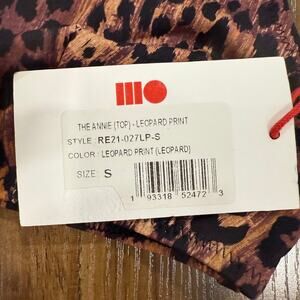 THE ANNIE (TOP) - LEOPARD PRINT
STYLE : RE21-027LP-S
COLOR : LEOPARD PRINT (LEOPARD)
SIZE: S
1 93318 52472 3